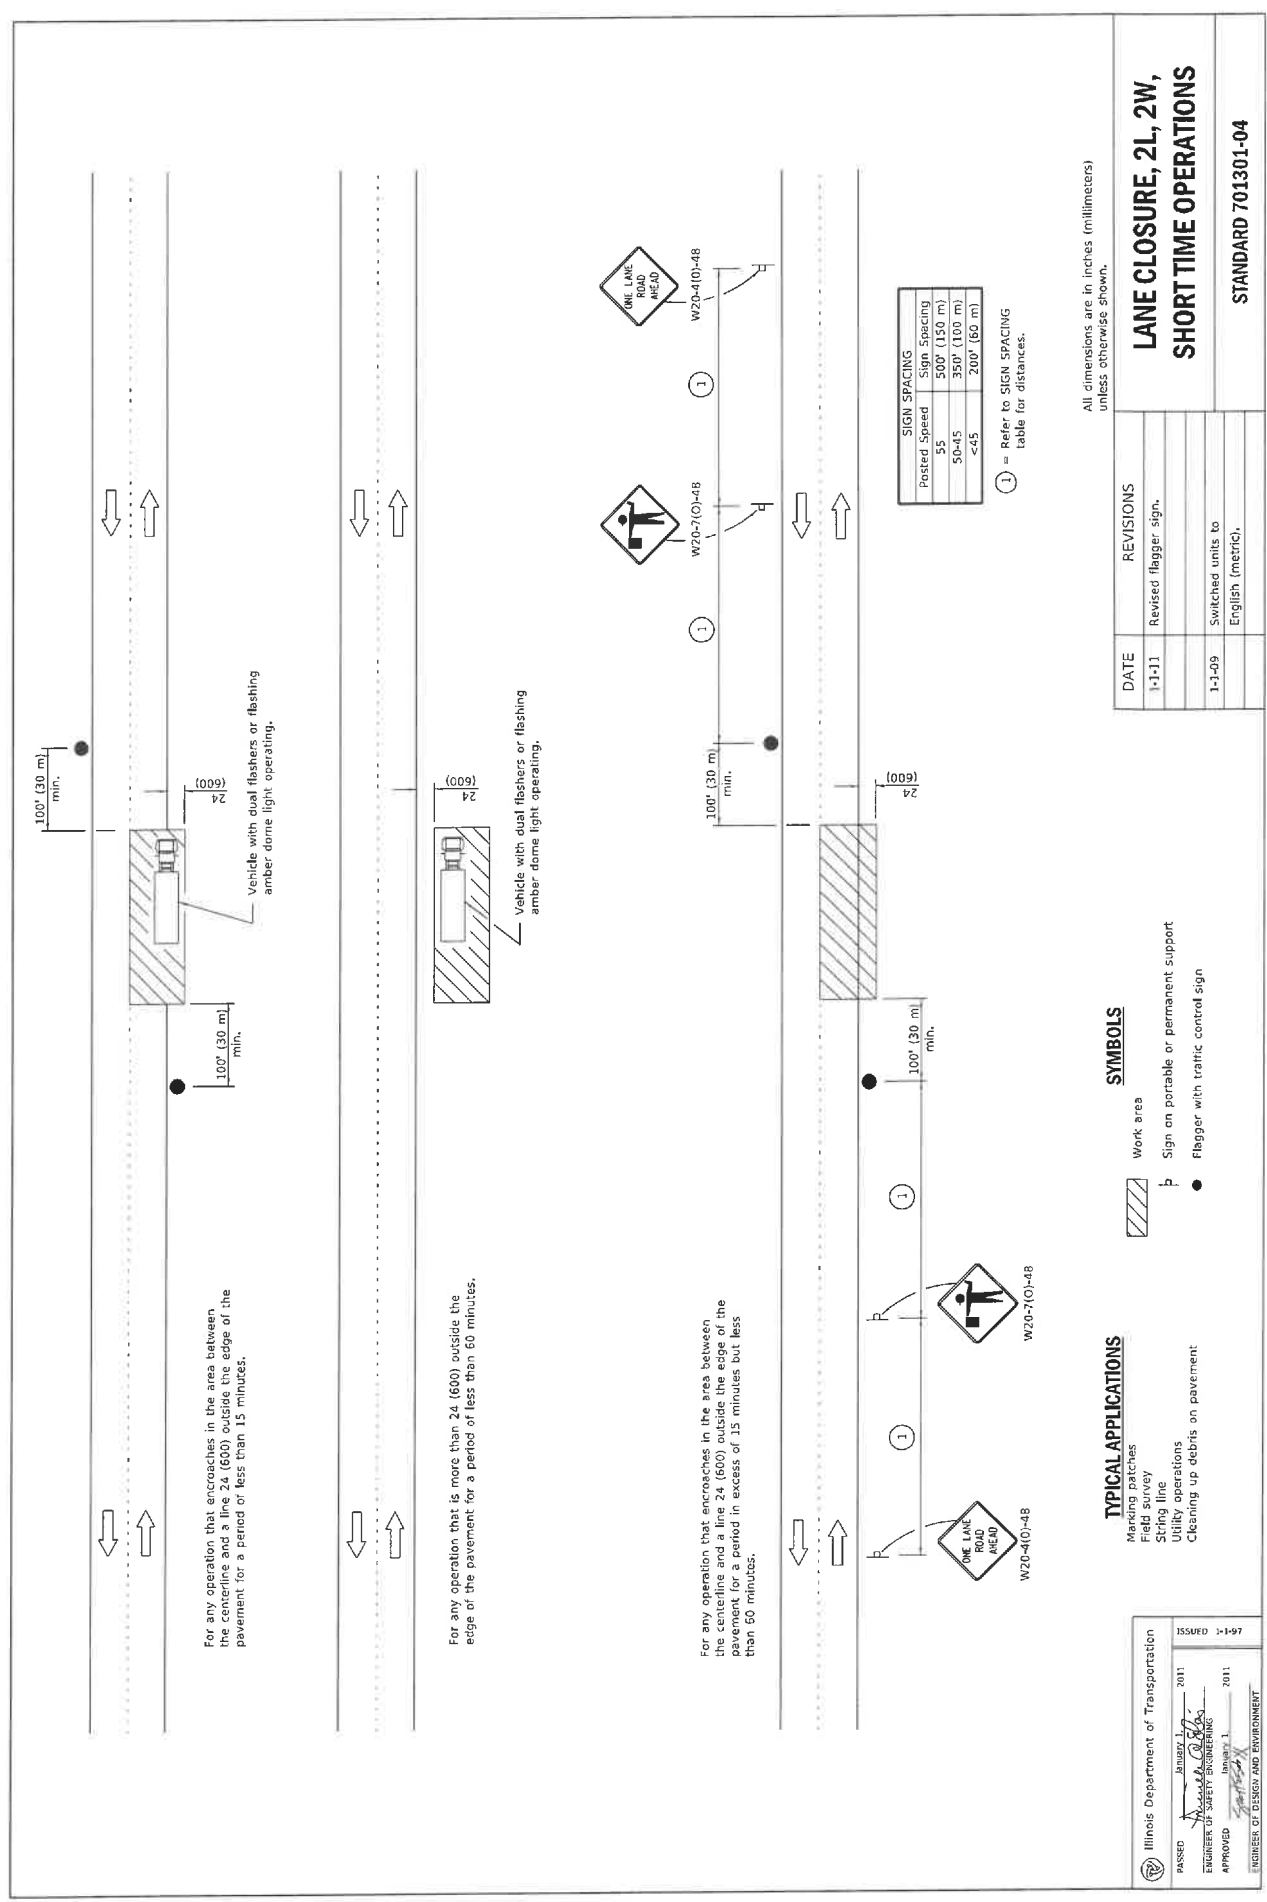 100' (30 m)
min.
24
(600)
100' (30 m)
min.
Vehicle with dual flashers or flashing
amber dome light operating.
For any operation that encroaches in the area between
the centerline and a line 24 (600) outside the edge of the
pavement for a period of less than 15 minutes.
24
(600)
Vehicle with dual flashers or flashing
amber dome light operating.
For any operation that is more than 24 (600) outside the
edge of the pavement for a period of less than 60 minutes.
ONE LANE
ROAD
AHEAD
W20-4(O)-48
W20-7(O)-48
1
1
100' (30 m)
min.
24
(600)
100' (30 m)
min.
For any operation that encroaches in the area between
the centerline and a line 24 (600) outside the edge of the
pavement for a period in excess of 15 minutes but less
than 60 minutes.
1
1
W20-7(O)-48
ONE LANE
ROAD
AHEAD
W20-4(O)-48
SIGN SPACING
Posted Speed Sign Spacing
55 500' (150 m)
50-45 350' (100 m)
<45 200' (60 m)
1 = Refer to SIGN SPACING
table for distances.
SYMBOLS
Work area
Sign on portable or permanent support
Flagger with traffic control sign
TYPICAL APPLICATIONS
Marking patches
Field survey
String line
Utility operations
Cleaning up debris on pavement
All dimensions are in inches (millimeters)
unless otherwise shown.
Illinois Department of Transportation
PASSED January 1, 2011
ENGINEER OF SAFETY ENGINEERING
APPROVED January 1, 2011
ENGINEER OF DESIGN AND ENVIRONMENT
ISSUED 1-1-97
DATE REVISIONS
1-1-11 Revised flagger sign.
1-1-09 Switched units to
English (metric).
LANE CLOSURE, 2L, 2W,
SHORT TIME OPERATIONS
STANDARD 701301-04